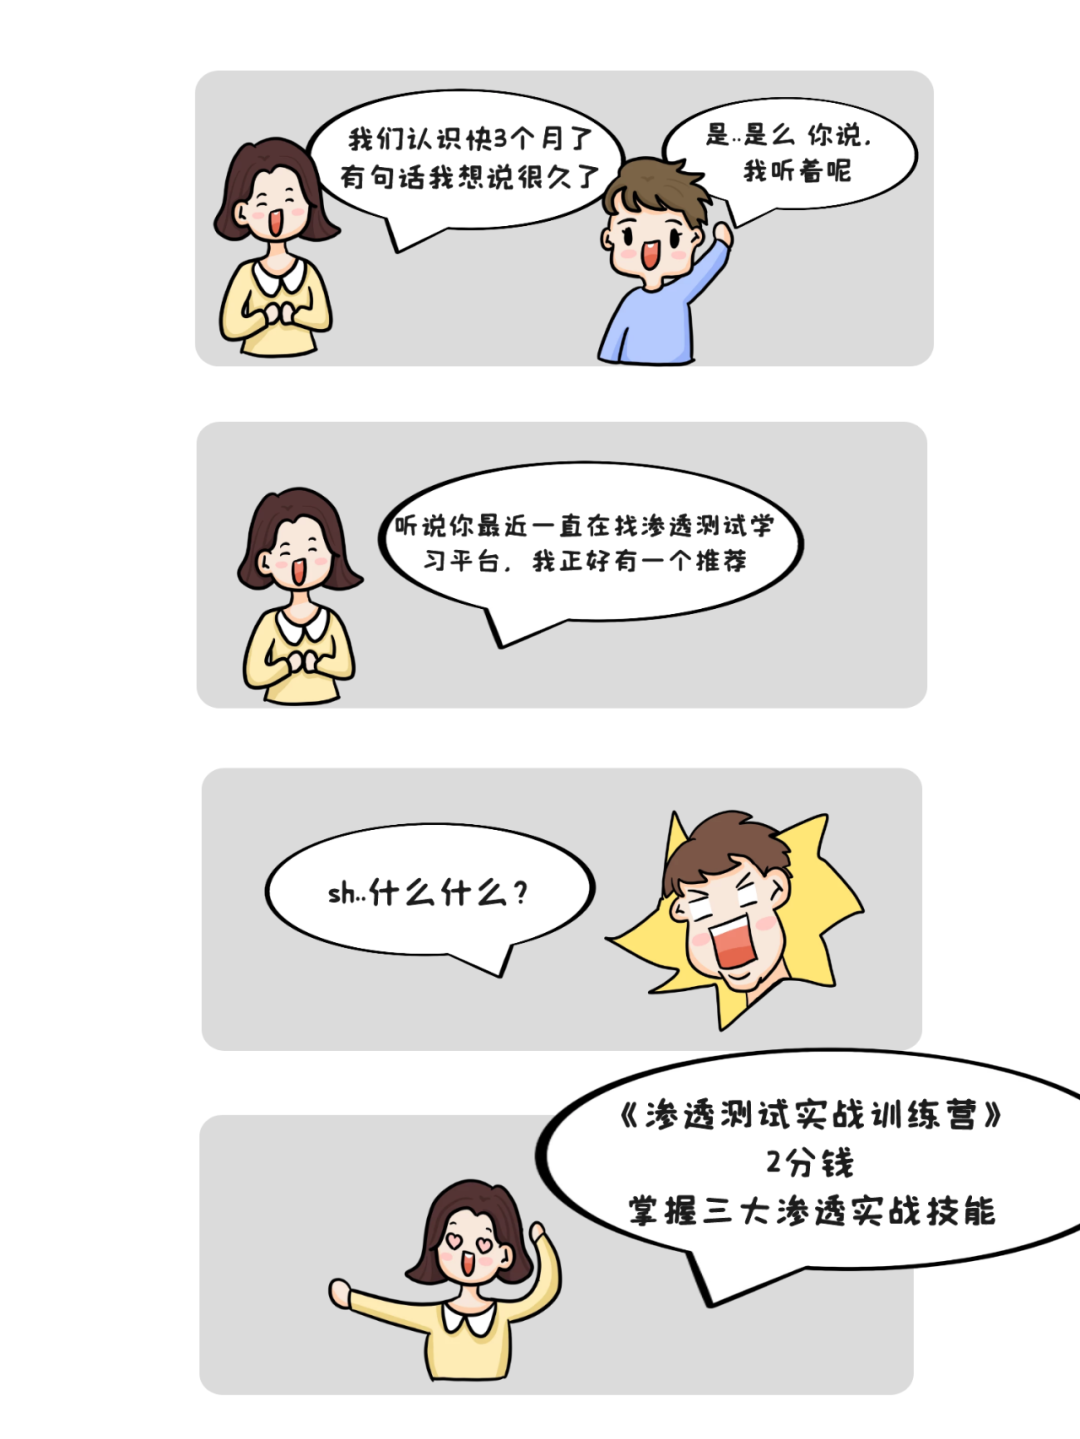 我们认识快3个月了
有句话我想说很久了
是..是么 你说,
我听着呢
听说你最近一直在找渗透测试学
习平台，我正好有一个推荐
sh..什么什么？
《渗透测试实战训练营》
2分钱
掌握三大渗透实战技能